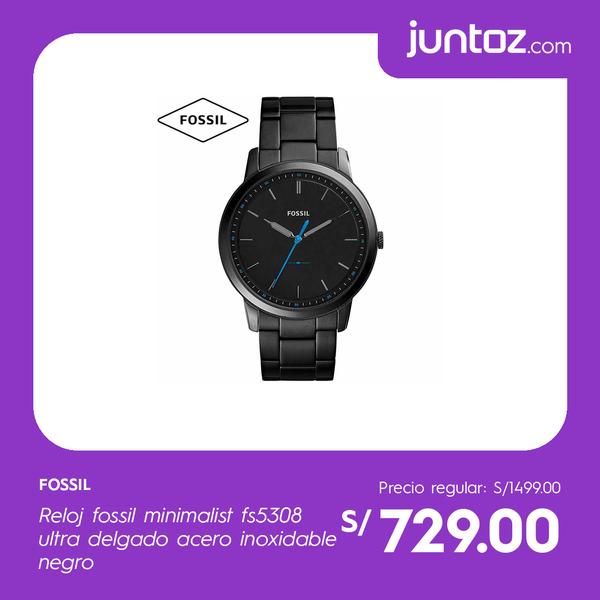 juntoz.com
FOSSIL
FOSSIL
FOSSIL
Precio regular: S/1499.00
Reloj fossil minimalist fs5308
ultra delgado acero inoxidable
negro
S/ 729.00